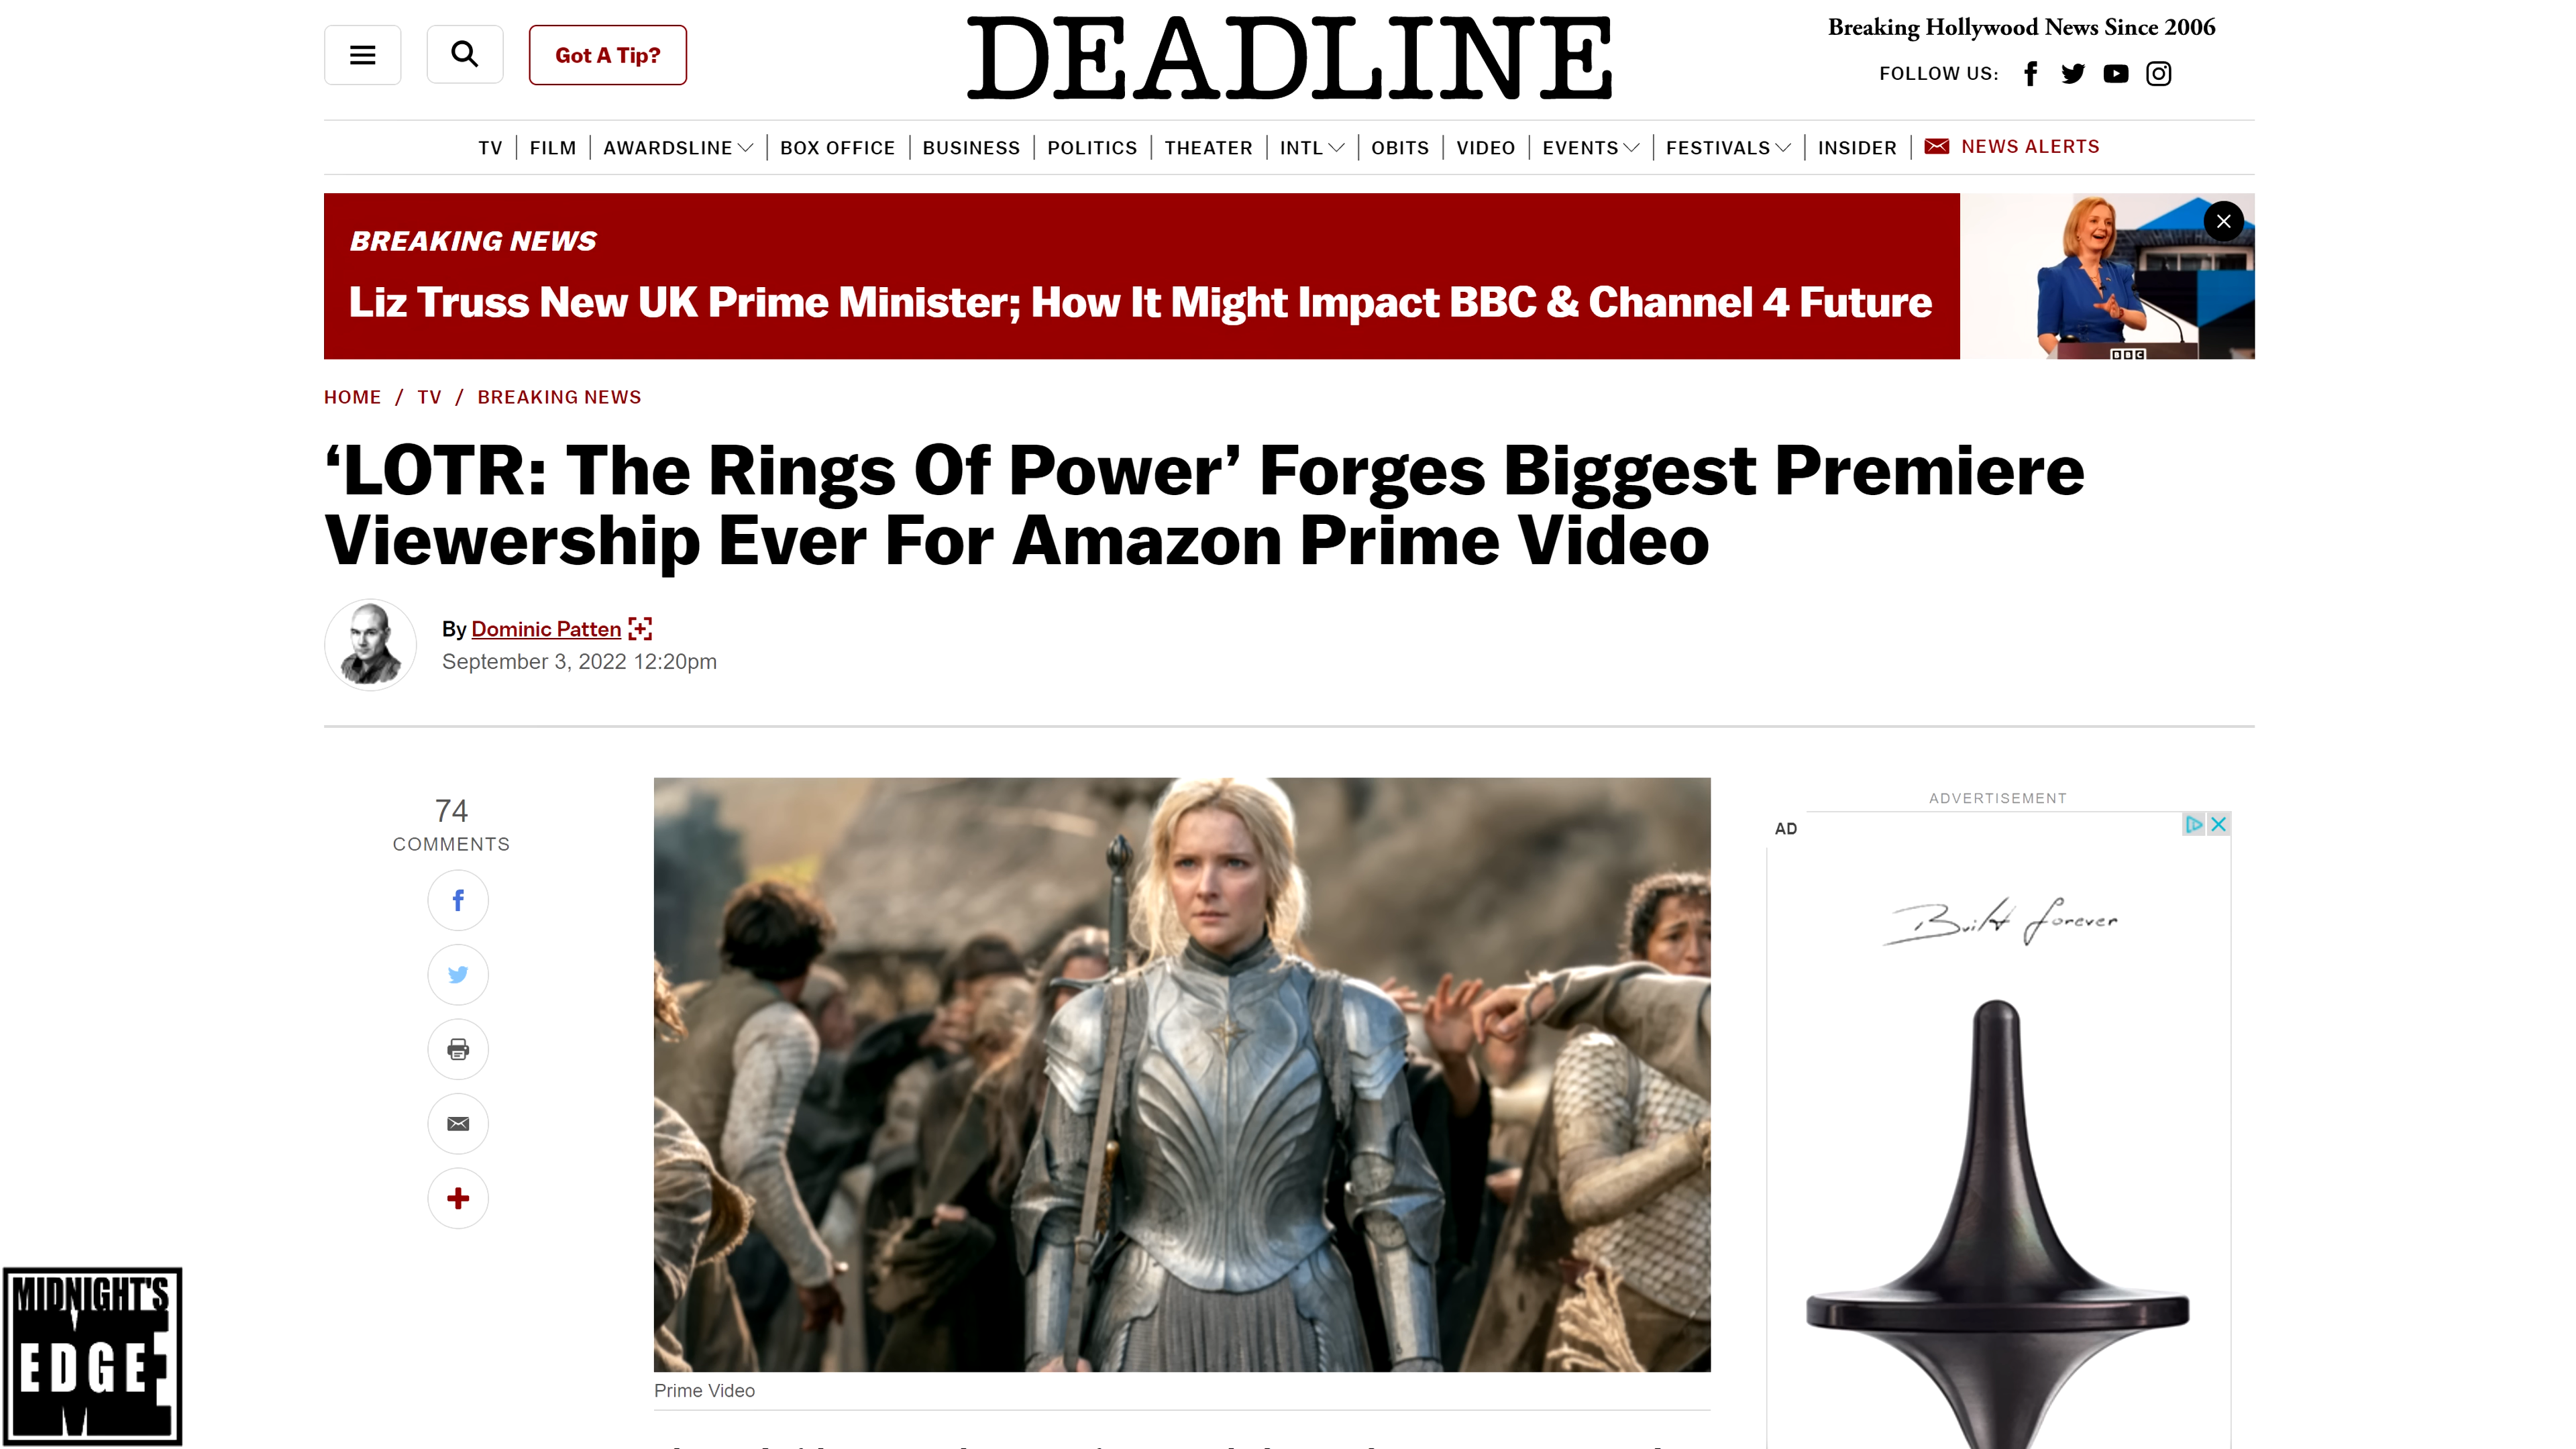 Got A Tip?
DEADLINE
Breaking Hollywood News Since 2006
FOLLOW US:
TV
FILM
AWARDSLINE
BOX OFFICE
BUSINESS
POLITICS
THEATER
INTL
OBITS
VIDEO
EVENTS
FESTIVALS
INSIDER
NEWS ALERTS
BREAKING NEWS
Liz Truss New UK Prime Minister; How It Might Impact BBC & Channel 4 Future
BBC
HOME / TV / BREAKING NEWS
‘LOTR: The Rings Of Power’ Forges Biggest Premiere
Viewership Ever For Amazon Prime Video
By Dominic Patten
September 3, 2022 12:20pm
74
COMMENTS
ADVERTISEMENT
AD
Built forever
Prime Video
MIDNIGHT'S
EDGE